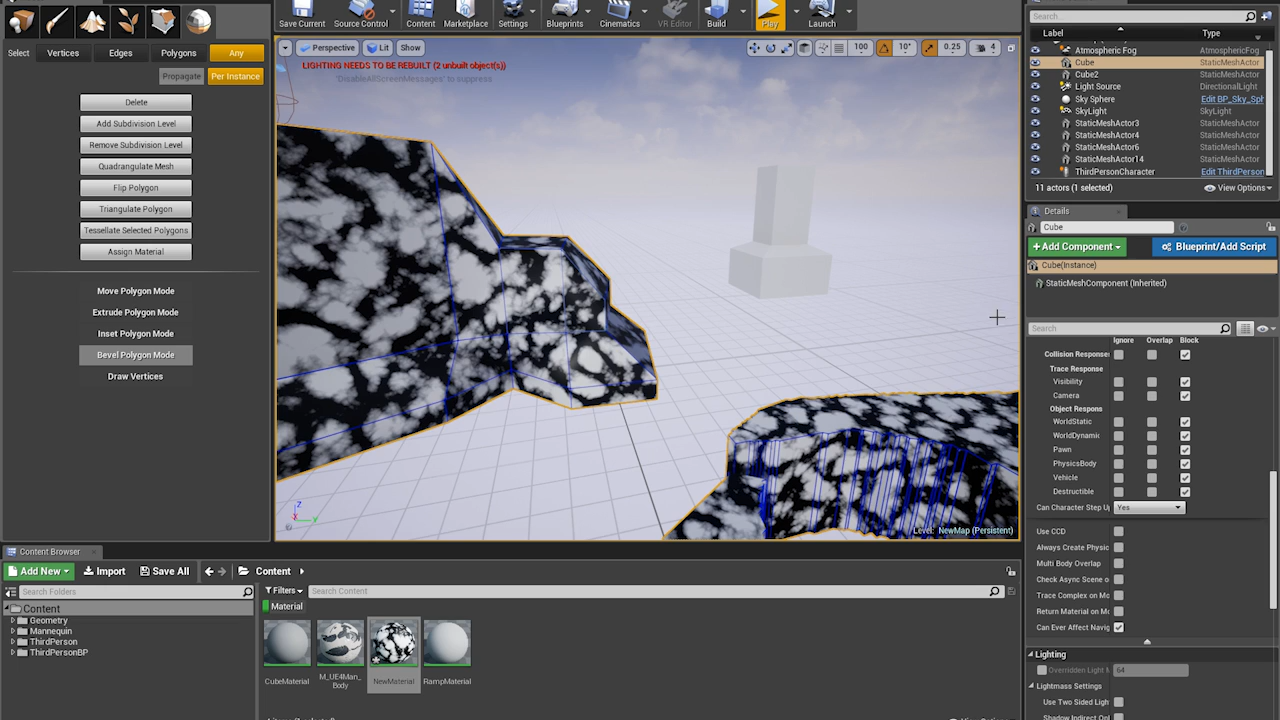 Save Current
Source Control
Content
Marketplace
Settings
Blueprints
Cinematics
VR Editor
Build
Play
Launch
Select
Vertices
Edges
Polygons
Any
Propagate
Per Instance
Delete
Add Subdivision Level
Remove Subdivision Level
Quadrangulate Mesh
Flip Polygon
Triangulate Polygon
Tessellate Selected Polygons
Assign Material
Move Polygon Mode
Extrude Polygon Mode
Inset Polygon Mode
Bevel Polygon Mode
Draw Vertices
Perspective
Lit
Show
100
10°
0.25
4
LIGHTING NEEDS TO BE REBUILT (2 unbuilt object(s))
'DisableAllScreenMessages' to suppress
Z
X
Y
Level: NewMap (Persistent)
Search...
Label
Type
Atmospheric Fog AtmosphericFog
Cube StaticMeshActor
Cube2 StaticMeshActor
Light Source DirectionalLight
Sky Sphere Edit BP_Sky_Sph
SkyLight SkyLight
StaticMeshActor3 StaticMeshActor
StaticMeshActor4 StaticMeshActor
StaticMeshActor6 StaticMeshActor
StaticMeshActor14 StaticMeshActor
ThirdPersonCharacter Edit ThirdPerson
11 actors (1 selected)
View Options
Details
Cube
+Add Component
Blueprint/Add Script
Cube(Instance)
StaticMeshComponent (Inherited)
Search
Ignore Overlap Block
Collision Response
Trace Response
Visibility
Camera
Object Respons
WorldStatic
WorldDynamic
Pawn
PhysicsBody
Vehicle
Destructible
Can Character Step U
Yes
Use CCD
Always Create Physic
Multi Body Overlap
Check Async Scene o
Trace Complex on Mo
Return Material on Mo
Can Ever Affect Navig
Lighting
Overridden Light M
64
Lightmass Settings
Use Two Sided Ligh
Shadow Indirect Onl
Content Browser
Add New
Import
Save All
Content
Search Folders
Filters
Search Content
Content
Geometry
Mannequin
ThirdPerson
ThirdPersonBP
Material
CubeMaterial
M_UE4Man_
Body
NewMaterial
RampMaterial